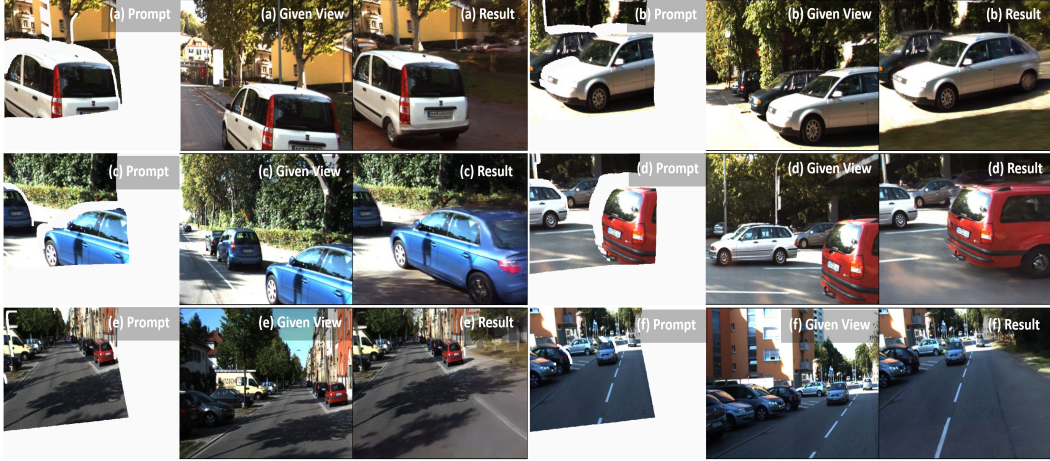 (a) Prompt (a) Given View (a) Result (b) Prompt (b) Given View (b) Result
(c) Prompt (c) Given View (c) Result (d) Prompt (d) Given View (d) Result
(e) Prompt (e) Given View (e) Result (f) Prompt (f) Given View (f) Result